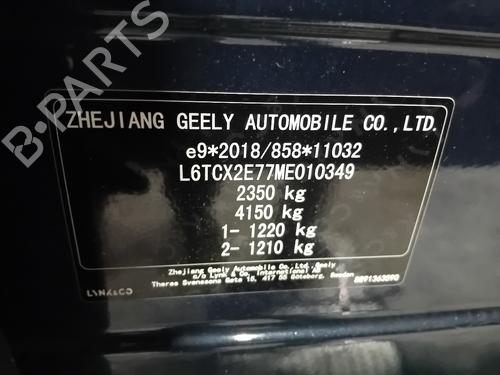 B-PARTS
ZHEJIANG GEELY AUTOMOBILE CO.,LTD.
e9*2018/858*11032
L6TCX2E77ME010349
2350 kg
4150 kg
1- 1220 kg
2- 1210 kg
Zhejiang Geely Automobile Co.,Ltd. Geely
c/o Lynk & Co. International AB
Theres Svenssons Gata 15, 417 55 Göteborg, Sweden
LYNK&CO
8891363590